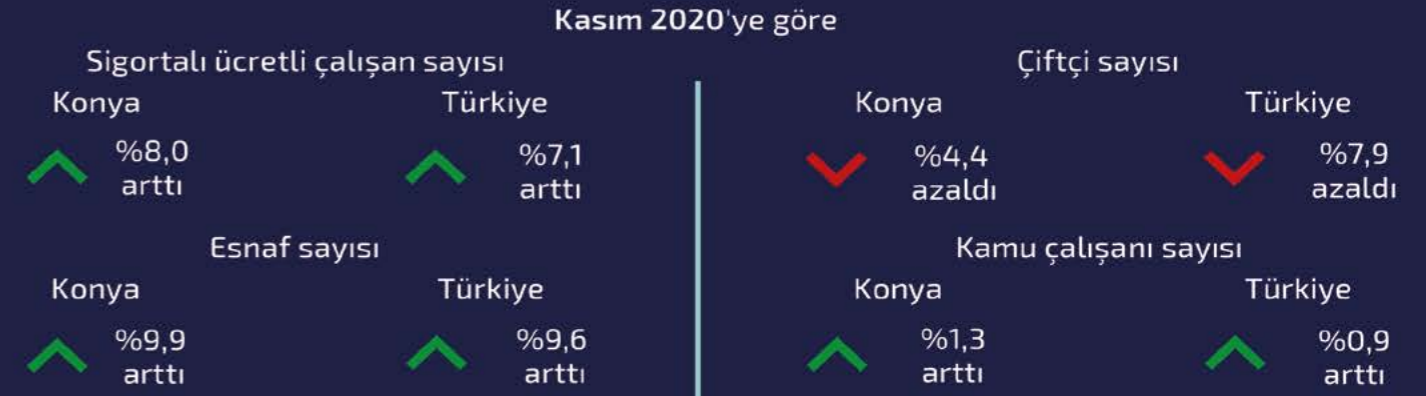 Kasım 2020'ye göre
Sigortalı ücretli çalışan sayısı
Konya Türkiye
%8,0 %7,1
arttı arttı
Esnaf sayısı
Konya Türkiye
%9,9 %9,6
arttı arttı
Çiftçi sayısı
Konya Türkiye
%4,4 %7,9
azaldı azaldı
Kamu çalışanı sayısı
Konya Türkiye
%1,3 %0,9
arttı arttı